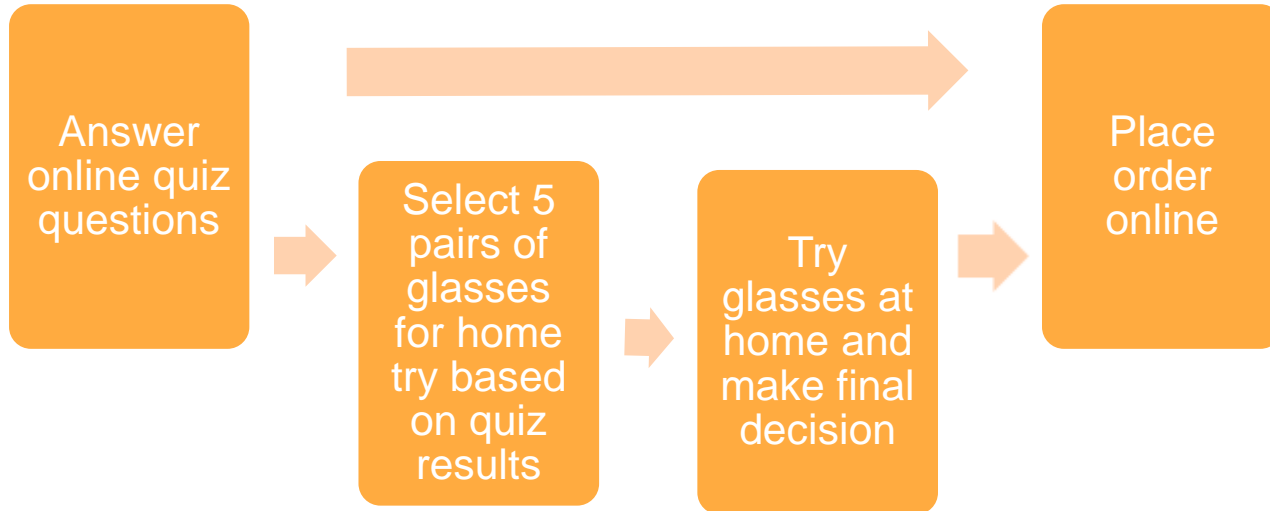 Answer
online quiz
questions
Select 5
pairs of
glasses
for home
try based
on quiz
results
Try
glasses at
home and
make final
decision
Place
order
online